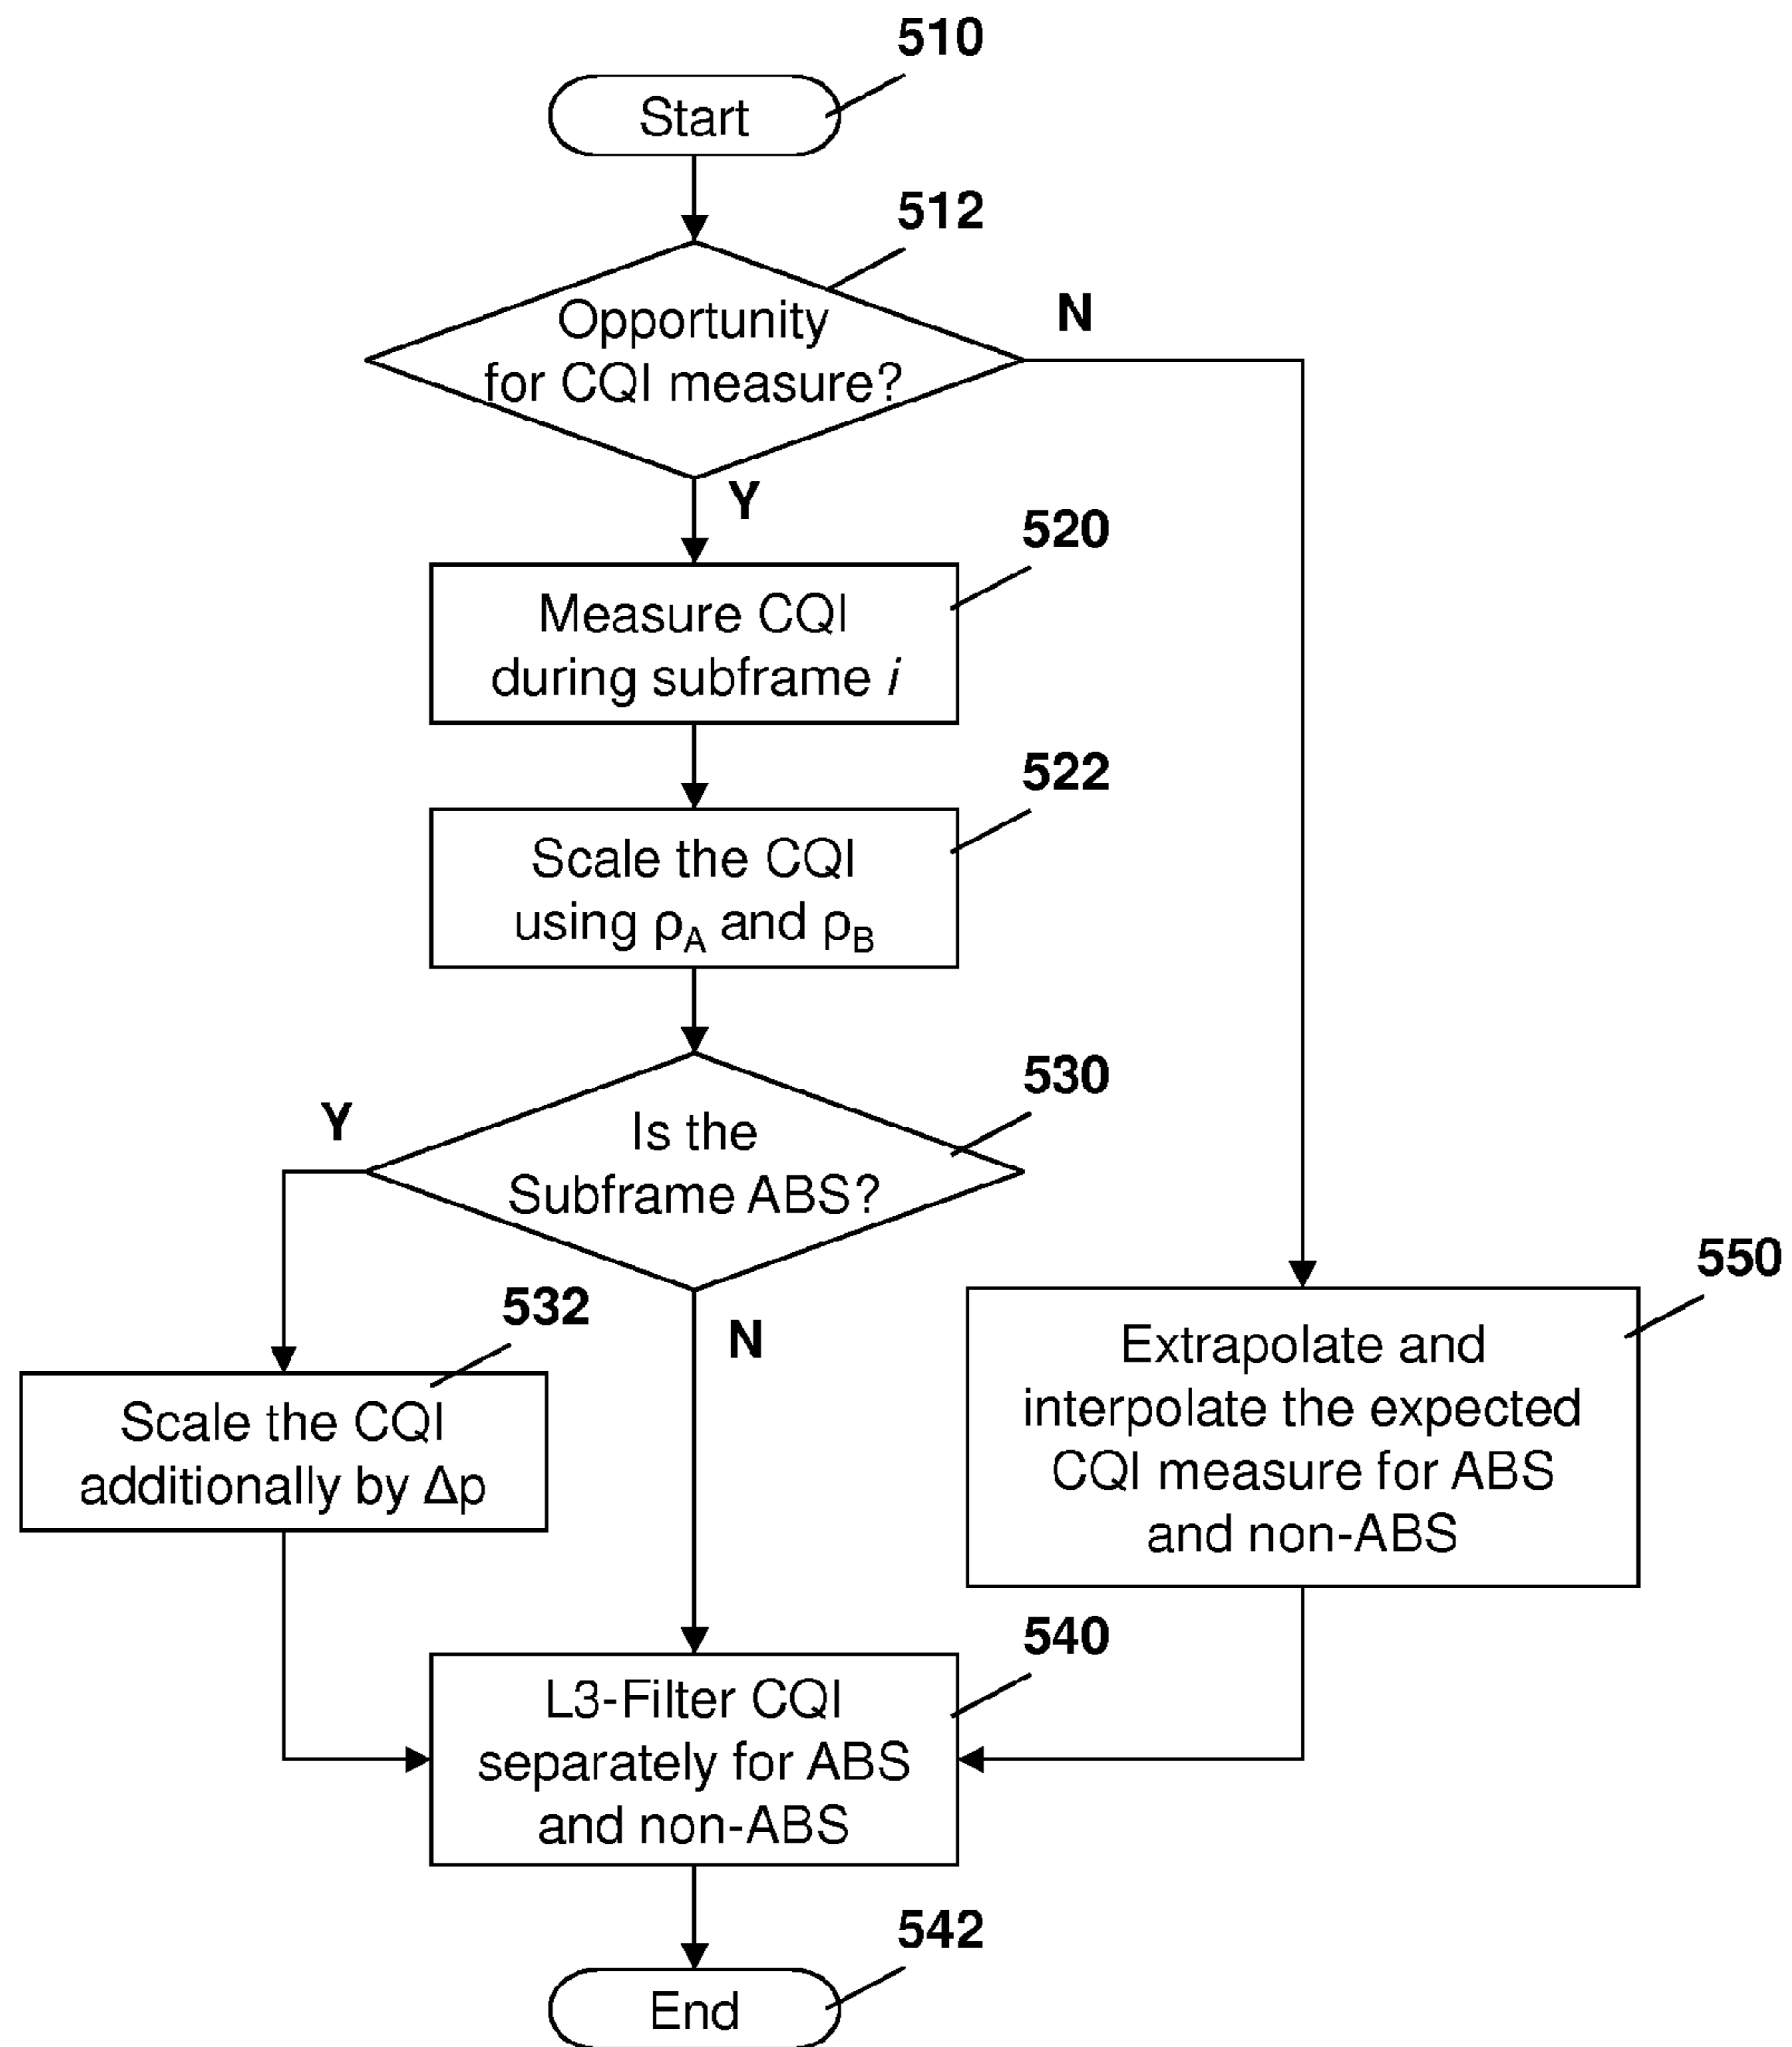 510
Start
512
Opportunity
for CQI measure?
N
Y
520
Measure CQI
during subframe i
522
Scale the CQI
using ρA and ρB
530
Is the
Subframe ABS?
Y
N
532
Scale the CQI
additionally by Δp
550
Extrapolate and
interpolate the expected
CQI measure for ABS
and non-ABS
540
L3-Filter CQI
separately for ABS
and non-ABS
542
End